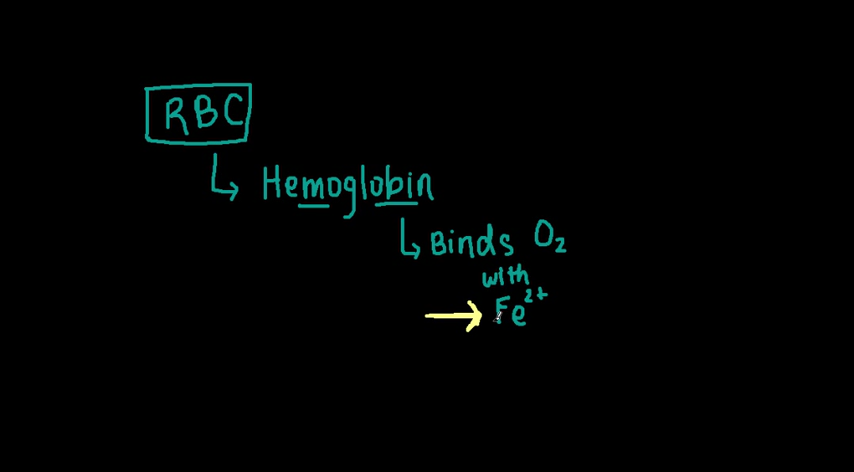 RBC
Hemoglobin
Binds O₂
with
Fe²⁺